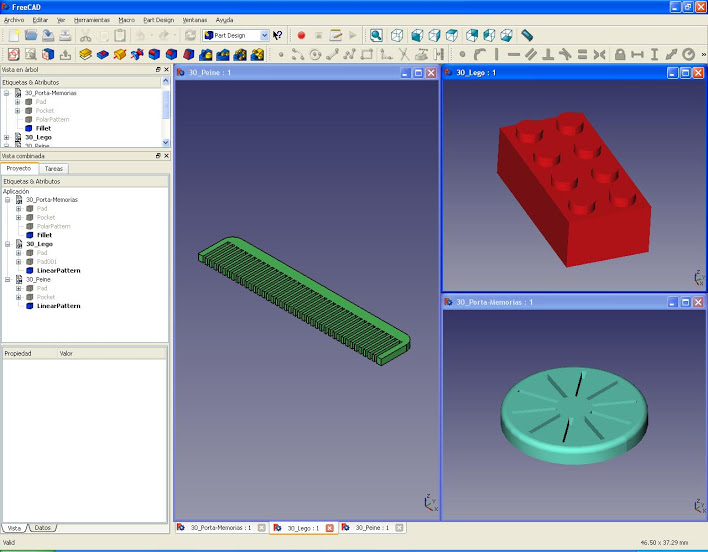 FreeCAD
Archivo Editar Ver Herramientas Macro Part Design Ventanas Ayuda
Part Design
Vista en árbol
Etiquetas & Atributos
30_Porta-Memorias
Pad
Pocket
PolarPattern
Fillet
30_Lego
30_Peine
Vista combinada
Proyecto Tareas
Etiquetas & Atributos
Aplicación
30_Porta-Memorias
Pad
Pocket
PolarPattern
Fillet
30_Lego
Pad
Pad001
LinearPattern
30_Peine
Pad
Pocket
LinearPattern
Propiedad Valor
Vista Datos
Valid
30_Peine : 1
30_Lego : 1
30_Porta-Memorias : 1
30_Porta-Memorias : 1 30_Lego : 1 30_Peine : 1
46.50 x 37.29 mm